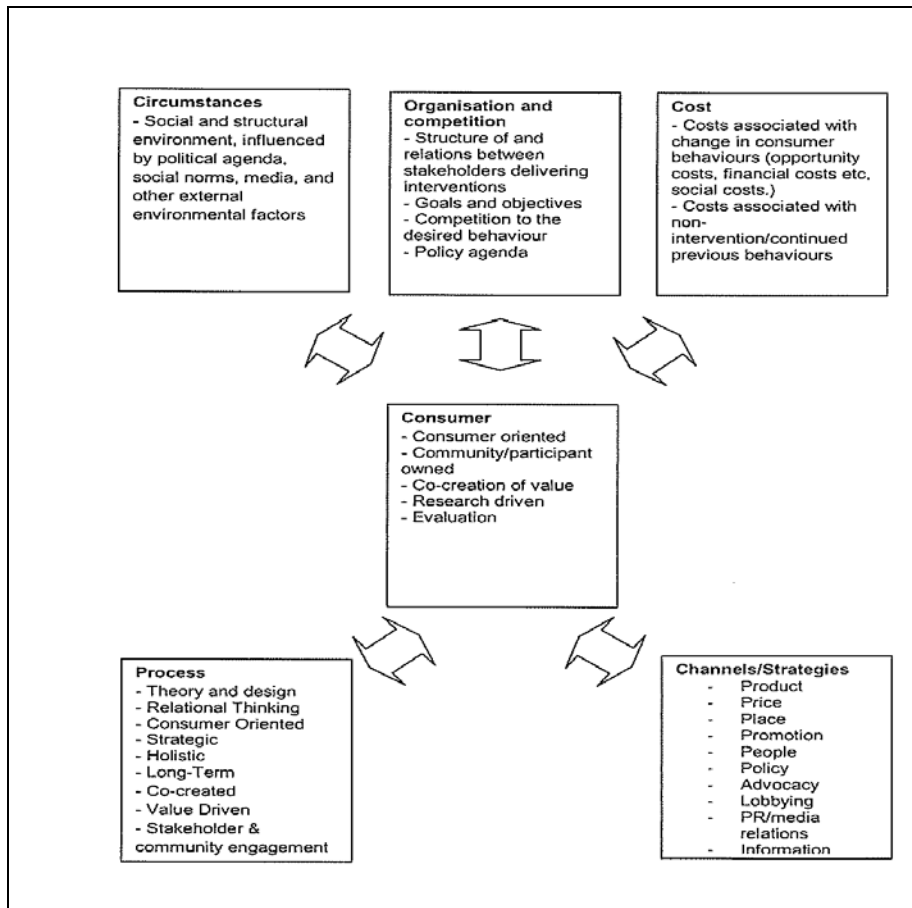 Circumstances
- Social and structural
environment, influenced
by political agenda,
social norms, media, and
other external
environmental factors
Organisation and
competition
- Structure of and
relations between
stakeholders delivering
interventions
- Goals and objectives
- Competition to the
desired behaviour
- Policy agenda
Cost
- Costs associated with
change in consumer
behaviours (opportunity
costs, financial costs etc,
social costs.)
- Costs associated with
non-
intervention/continued
previous behaviours
Consumer
- Consumer oriented
- Community/participant
owned
- Co-creation of value
- Research driven
- Evaluation
Process
- Theory and design
- Relational Thinking
- Consumer Oriented
- Strategic
- Holistic
- Long-Term
- Co-created
- Value Driven
- Stakeholder &
community engagement
Channels/Strategies
- Product
- Price
- Place
- Promotion
- People
- Policy
- Advocacy
- Lobbying
- PR/media
relations
- Information